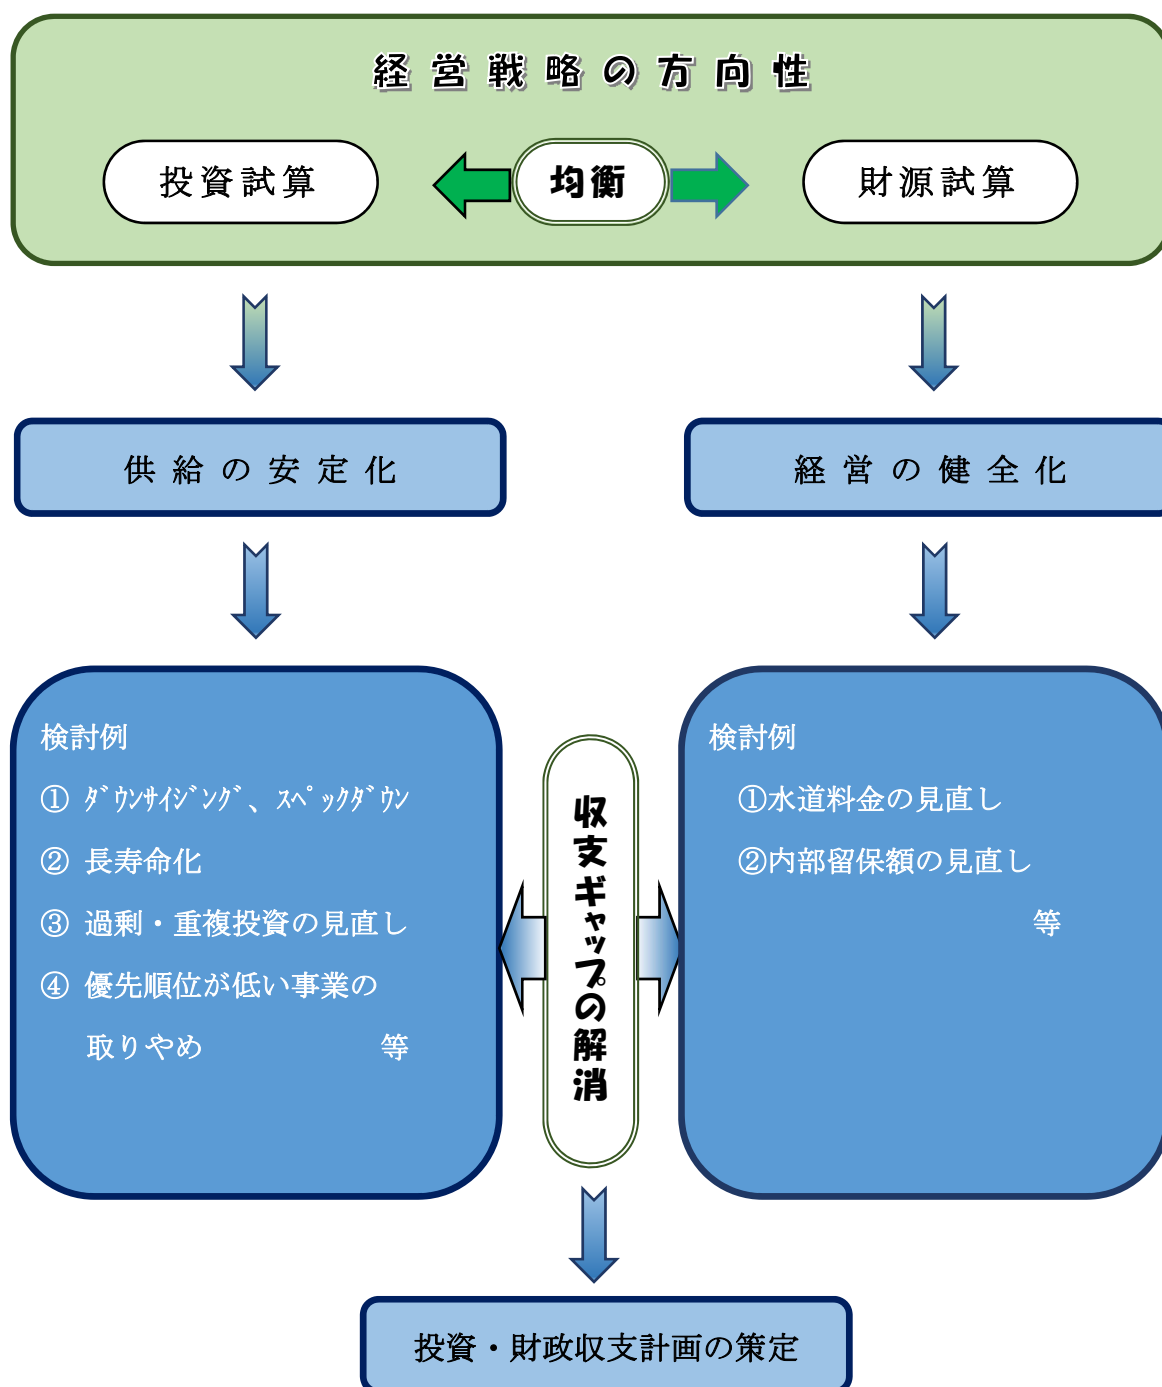 経営戦略の方向性
投資試算
均衡
財源試算
供給の安定化
経営の健全化
検討例
① ﾀﾞｳﾝｻｲｼﾞﾝｸﾞ、ｽﾍﾟｯｸﾀﾞｳﾝ
② 長寿命化
③ 過剰・重複投資の見直し
④ 優先順位が低い事業の
取りやめ 等
収支ギャップの解消
検討例
①水道料金の見直し
②内部留保額の見直し
等
投資・財政収支計画の策定